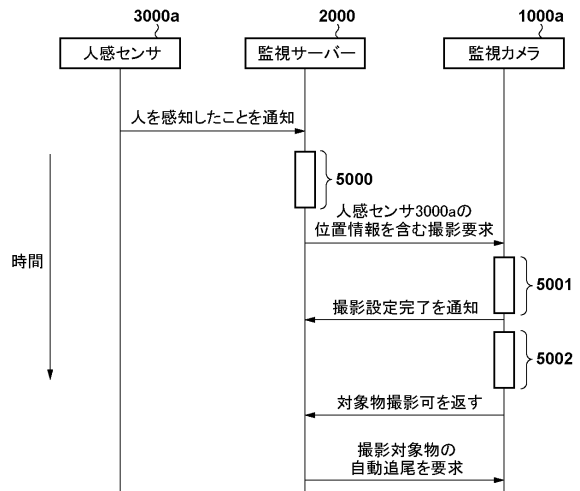 3000a
2000
1000a
人感センサ
監視サーバー
監視カメラ
人を感知したことを通知
5000
人感センサ3000aの
位置情報を含む撮影要求
時間
5001
撮影設定完了を通知
5002
対象物撮影可を返す
撮影対象物の
自動追尾を要求